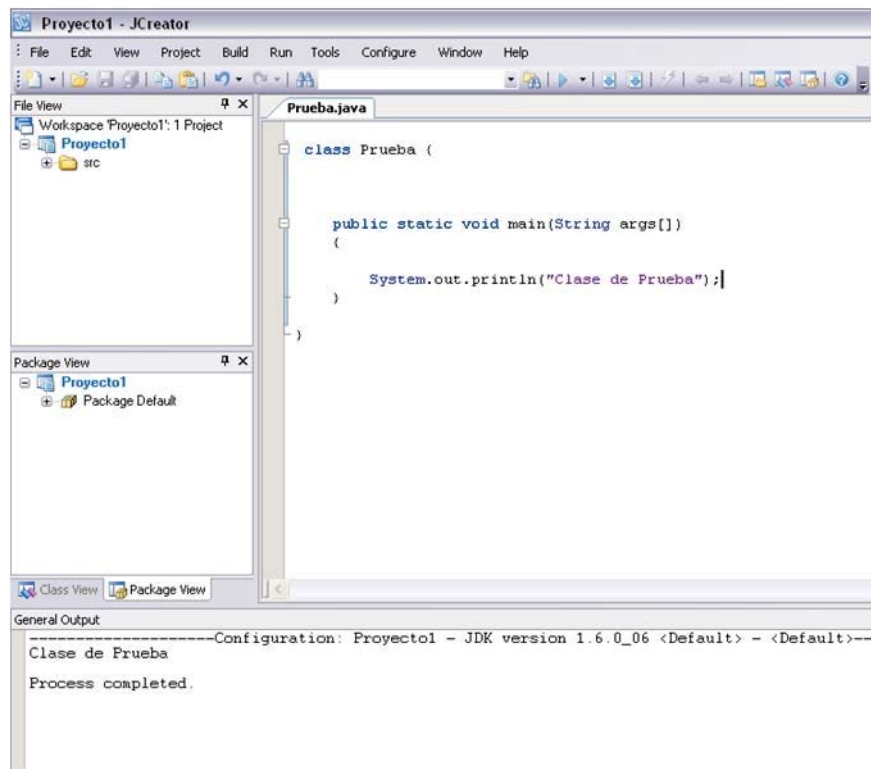 Proyecto1 - JCreator
File Edit View Project Build Run Tools Configure Window Help
File View
Workspace 'Proyecto1': 1 Project
Proyecto1
src
Prueba.java
class Prueba {
public static void main(String args[])
{
System.out.println("Clase de Prueba");
}
}
Package View
Proyecto1
Package Default
Class View Package View
General Output
--------------------Configuration: Proyecto1 - JDK version 1.6.0_06 <Default> - <Default>--
Clase de Prueba
Process completed.